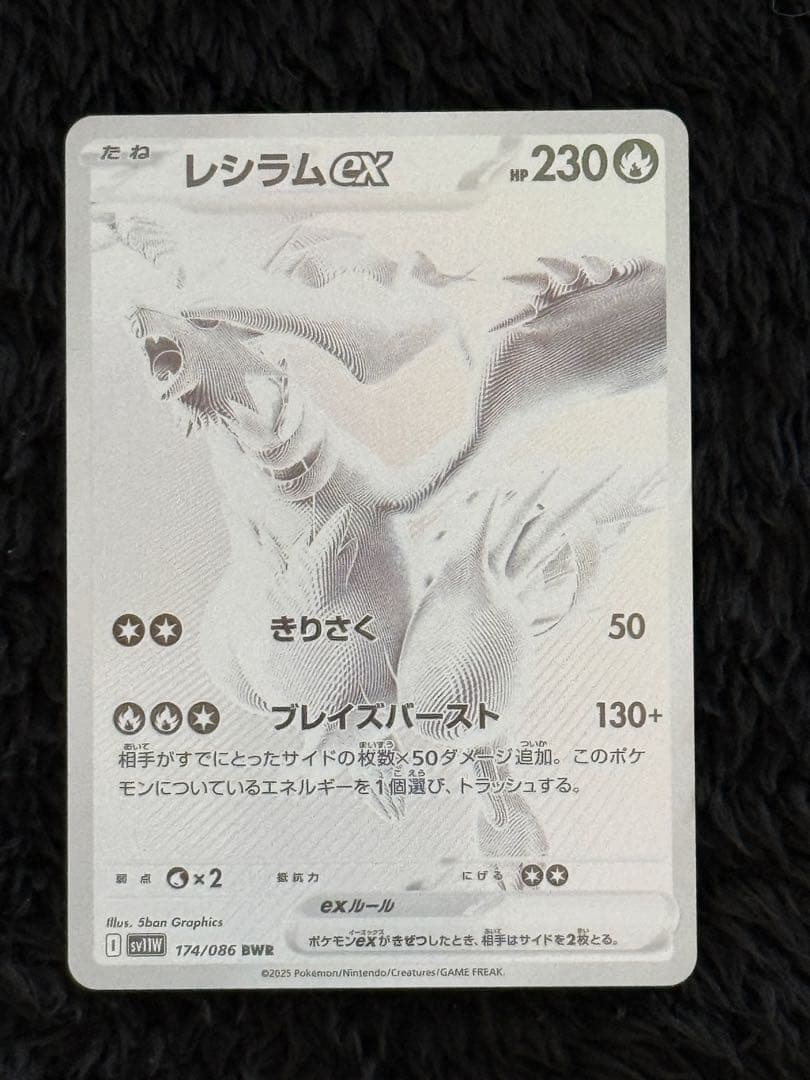 たね レシラムex HP230
きりさく 50
ブレイズバースト 130+
相手がすでにとったサイドの枚数×50ダメージ追加。このポケ
モンについているエネルギーを1個選び、トラッシュする。
弱点 ×2 抵抗力 にげる
exルール
ポケモンexがきぜつしたとき、相手はサイドを2枚とる。
Illus. 5ban Graphics
I sv11W 174/086 BWR
©2025 Pokémon/Nintendo/Creatures/GAME FREAK.